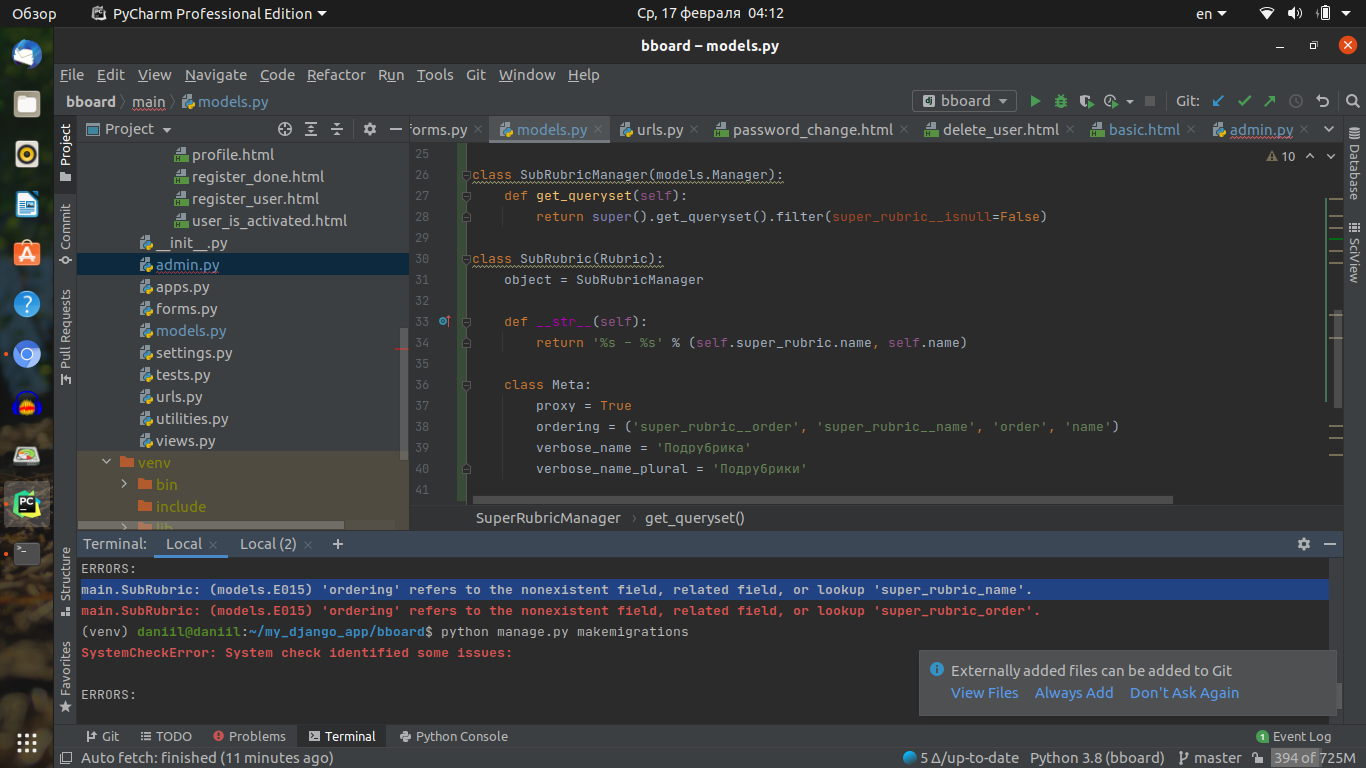 Обзор PyCharm Professional Edition Ср, 17 февраля 04:12 en
bboard – models.py
File Edit View Navigate Code Refactor Run Tools Git Window Help
bboard main models.py bboard Git:
Project forms.py models.py urls.py password_change.html delete_user.html basic.html admin.py
profile.html
register_done.html
register_user.html
user_is_activated.html
__init__.py
admin.py
apps.py
forms.py
models.py
settings.py
tests.py
urls.py
utilities.py
views.py
venv
bin
include
lib
Project
Commit
Pull Requests
Structure
Favorites
10
25
26 class SubRubricManager(models.Manager):
27 def get_queryset(self):
28 return super().get_queryset().filter(super_rubric__isnull=False)
29
30 class SubRubric(Rubric):
31 object = SubRubricManager
32
33 def __str__(self):
34 return '%s – %s' % (self.super_rubric.name, self.name)
35
36 class Meta:
37 proxy = True
38 ordering = ('super_rubric__order', 'super_rubric__name', 'order', 'name')
39 verbose_name = 'Подрубрика'
40 verbose_name_plural = 'Подрубрики'
41
SuperRubricManager get_queryset()
Database
SciView
Terminal: Local Local (2) +
ERRORS:
main.SubRubric: (models.E015) 'ordering' refers to the nonexistent field, related field, or lookup 'super_rubric_name'.
main.SubRubric: (models.E015) 'ordering' refers to the nonexistent field, related field, or lookup 'super_rubric_order'.
(venv) daniil@daniil:~/my_django_app/bboard$ python manage.py makemigrations
SystemCheckError: System check identified some issues:
ERRORS:
Externally added files can be added to Git
View Files Always Add Don't Ask Again
Git TODO Problems Terminal Python Console 1 Event Log
Auto fetch: finished (11 minutes ago) 5 Δ/up-to-date Python 3.8 (bboard) master 394 of 725M